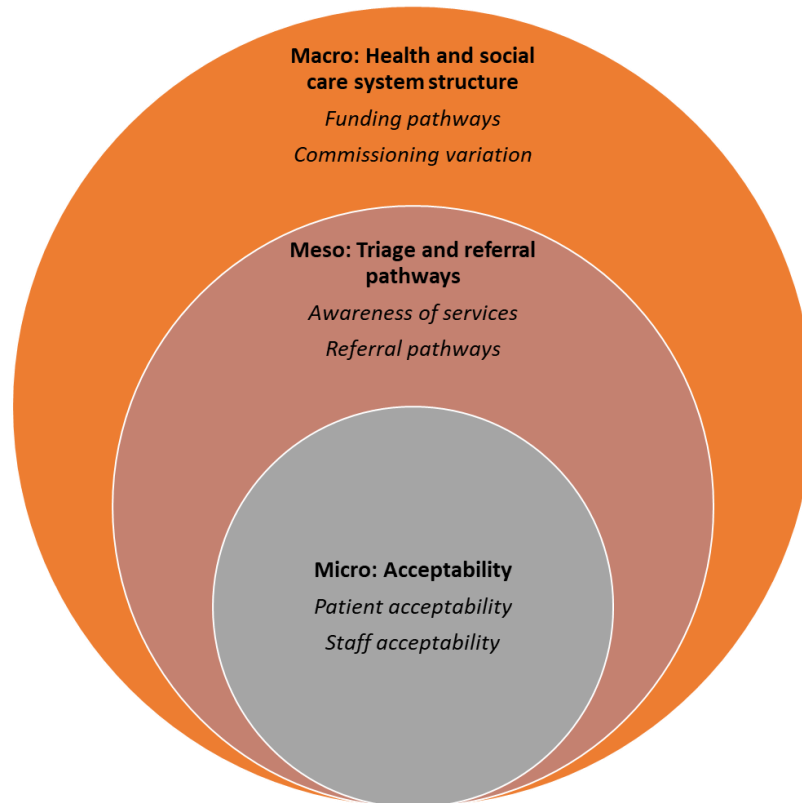 Macro: Health and social
care system structure
Funding pathways
Commissioning variation
Meso: Triage and referral
pathways
Awareness of services
Referral pathways
Micro: Acceptability
Patient acceptability
Staff acceptability